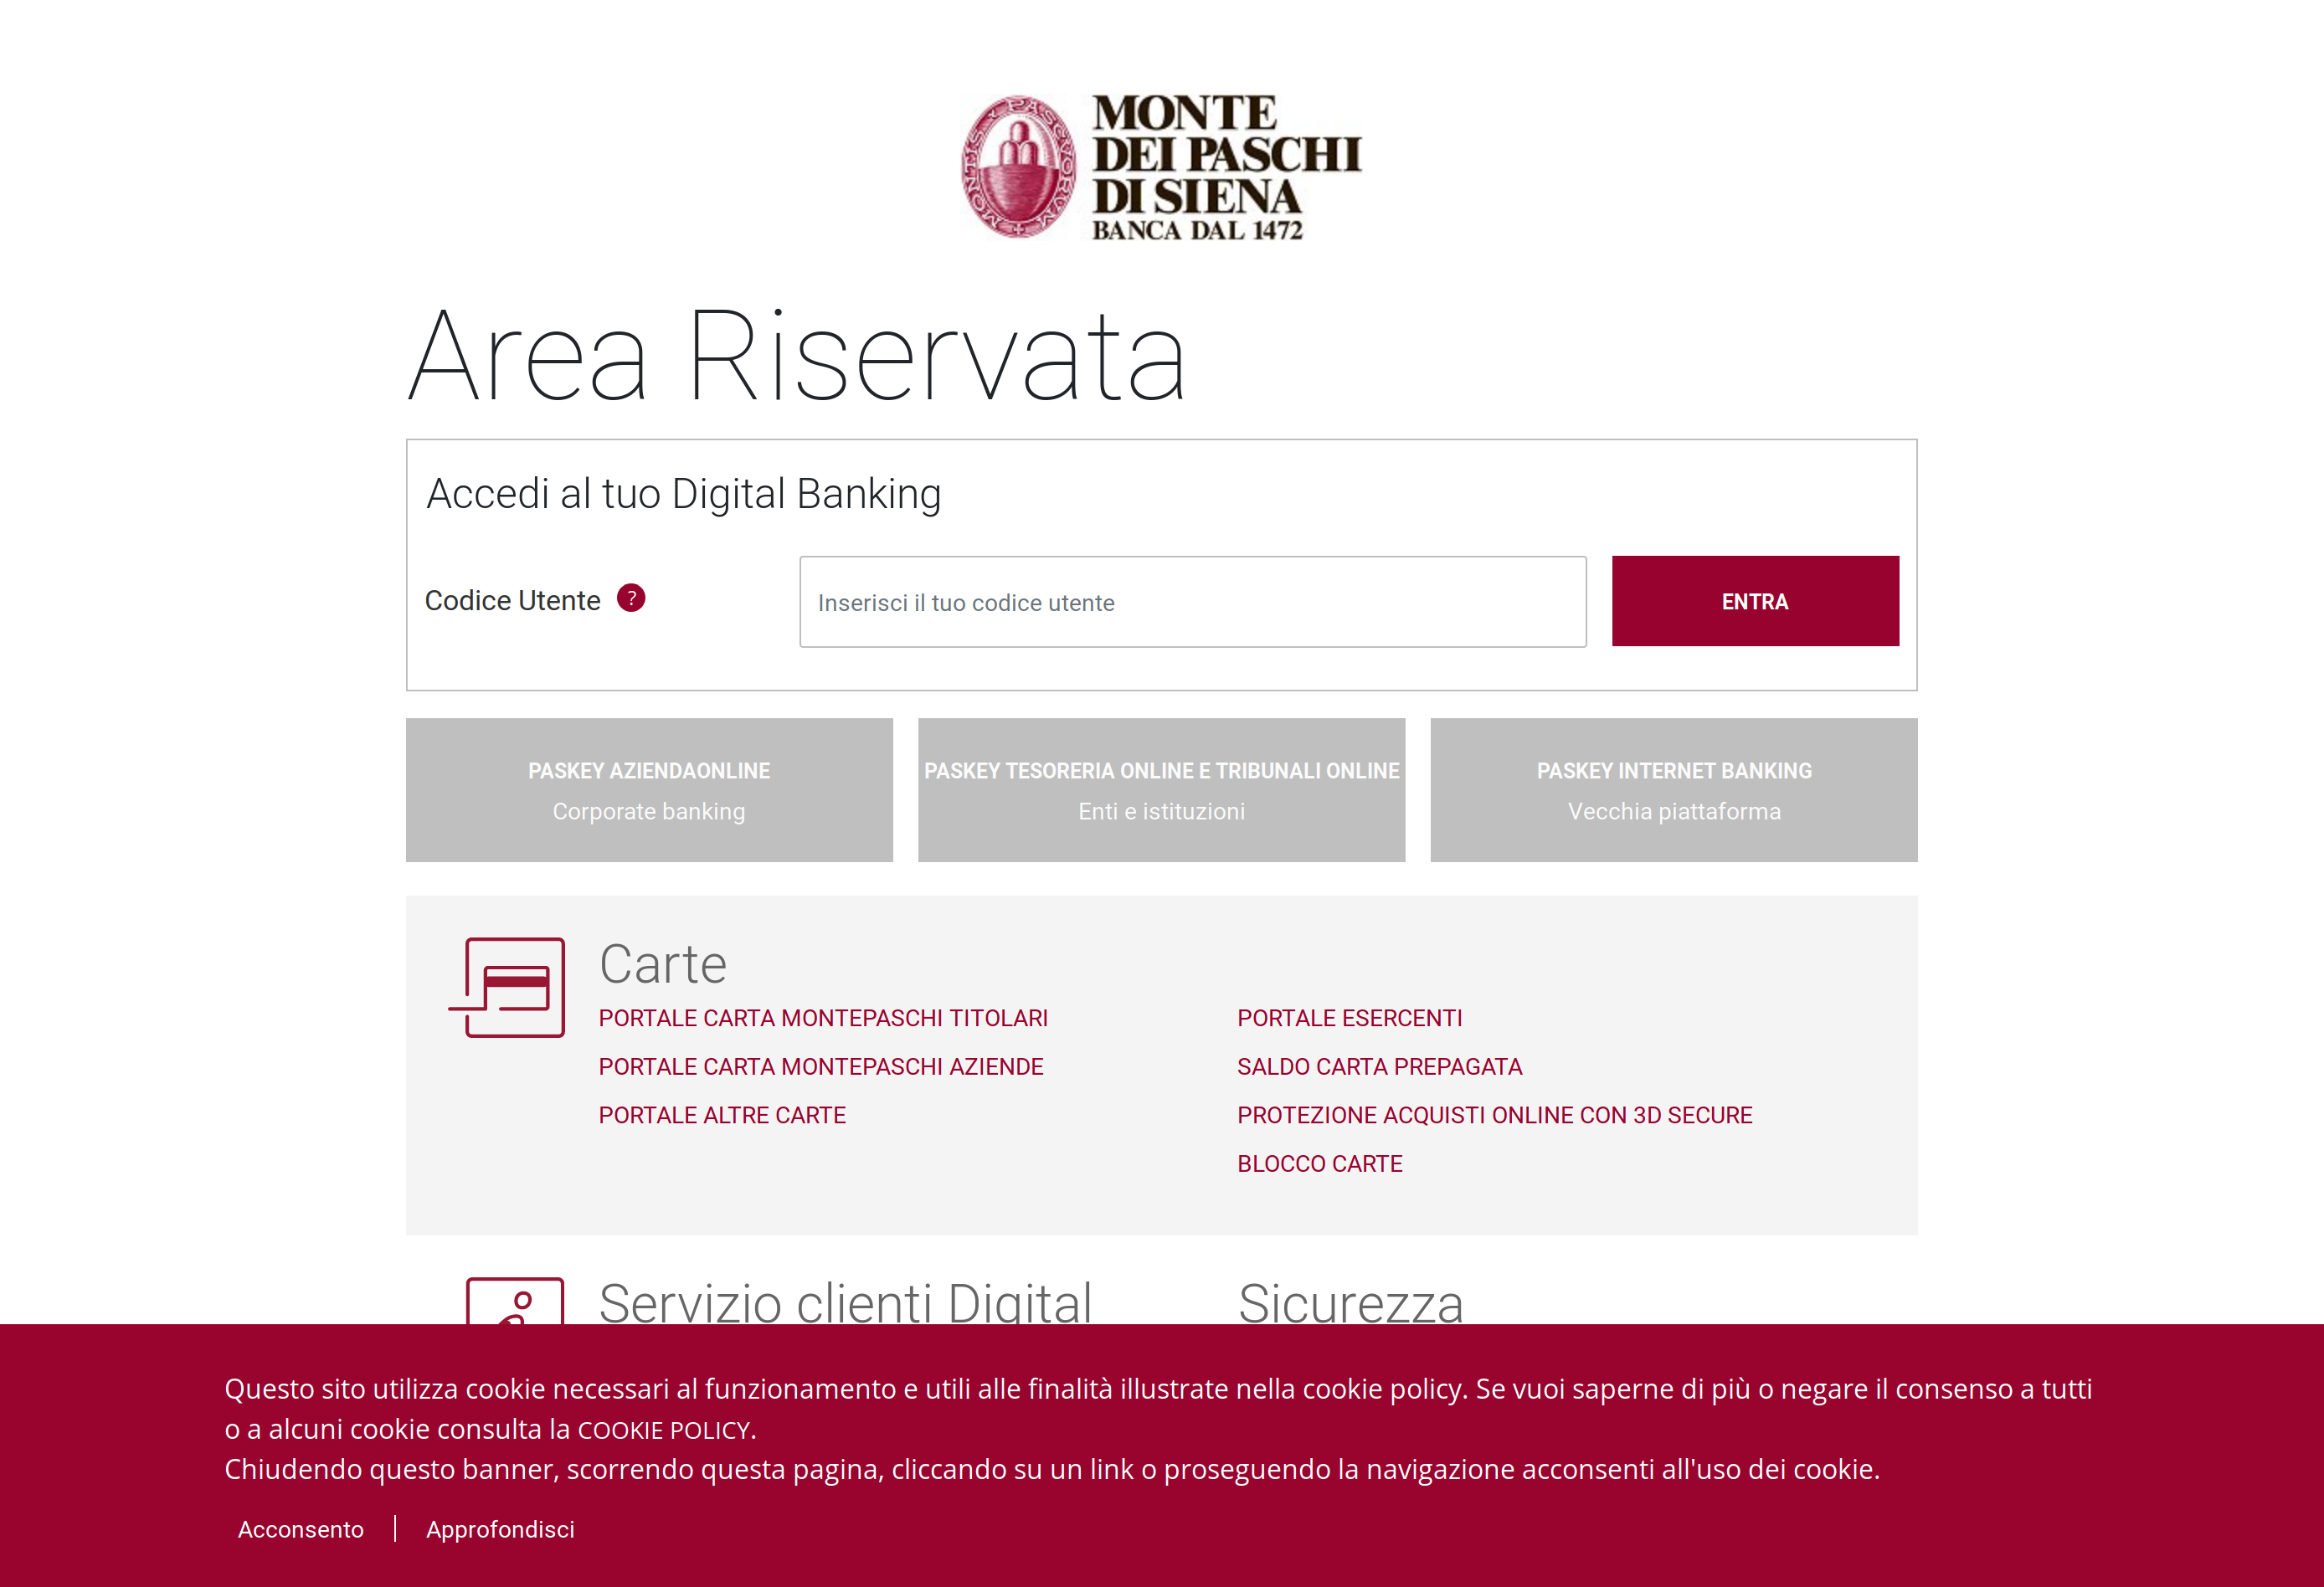 MONTIS PASCUORUM
MONTE
DEI PASCHI
DI SIENA
BANCA DAL 1472
Area Riservata
Accedi al tuo Digital Banking
Codice Utente ?
Inserisci il tuo codice utente
ENTRA
PASKEY AZIENDAONLINE
Corporate banking
PASKEY TESORERIA ONLINE E TRIBUNALI ONLINE
Enti e istituzioni
PASKEY INTERNET BANKING
Vecchia piattaforma
Carte
PORTALE CARTA MONTEPASCHI TITOLARI
PORTALE CARTA MONTEPASCHI AZIENDE
PORTALE ALTRE CARTE
PORTALE ESERCENTI
SALDO CARTA PREPAGATA
PROTEZIONE ACQUISTI ONLINE CON 3D SECURE
BLOCCO CARTE
Servizio clienti Digital
Sicurezza
Questo sito utilizza cookie necessari al funzionamento e utili alle finalità illustrate nella cookie policy. Se vuoi saperne di più o negare il consenso a tutti
o a alcuni cookie consulta la COOKIE POLICY.
Chiudendo questo banner, scorrendo questa pagina, cliccando su un link o proseguendo la navigazione acconsenti all'uso dei cookie.
Acconsento
Approfondisci